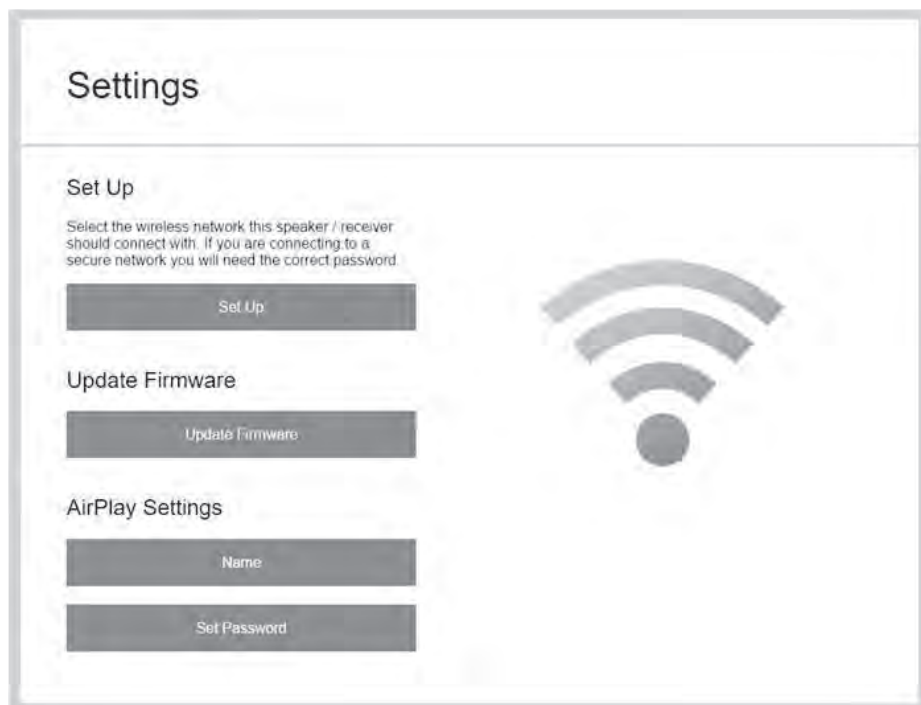 Settings
Set Up
Select the wireless network this speaker / receiver
should connect with. If you are connecting to a
secure network you will need the correct password.
Set Up
Update Firmware
Update Firmware
AirPlay Settings
Name
Set Password